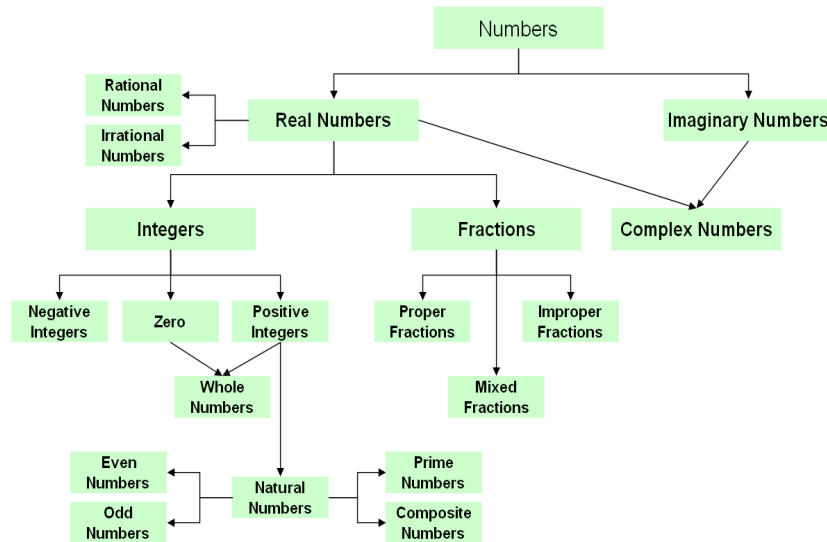 Numbers
Rational
Numbers
Irrational
Numbers
Real Numbers
Imaginary Numbers
Integers
Fractions
Complex Numbers
Negative
Integers
Zero
Positive
Integers
Proper
Fractions
Improper
Fractions
Whole
Numbers
Mixed
Fractions
Even
Numbers
Odd
Numbers
Natural
Numbers
Prime
Numbers
Composite
Numbers